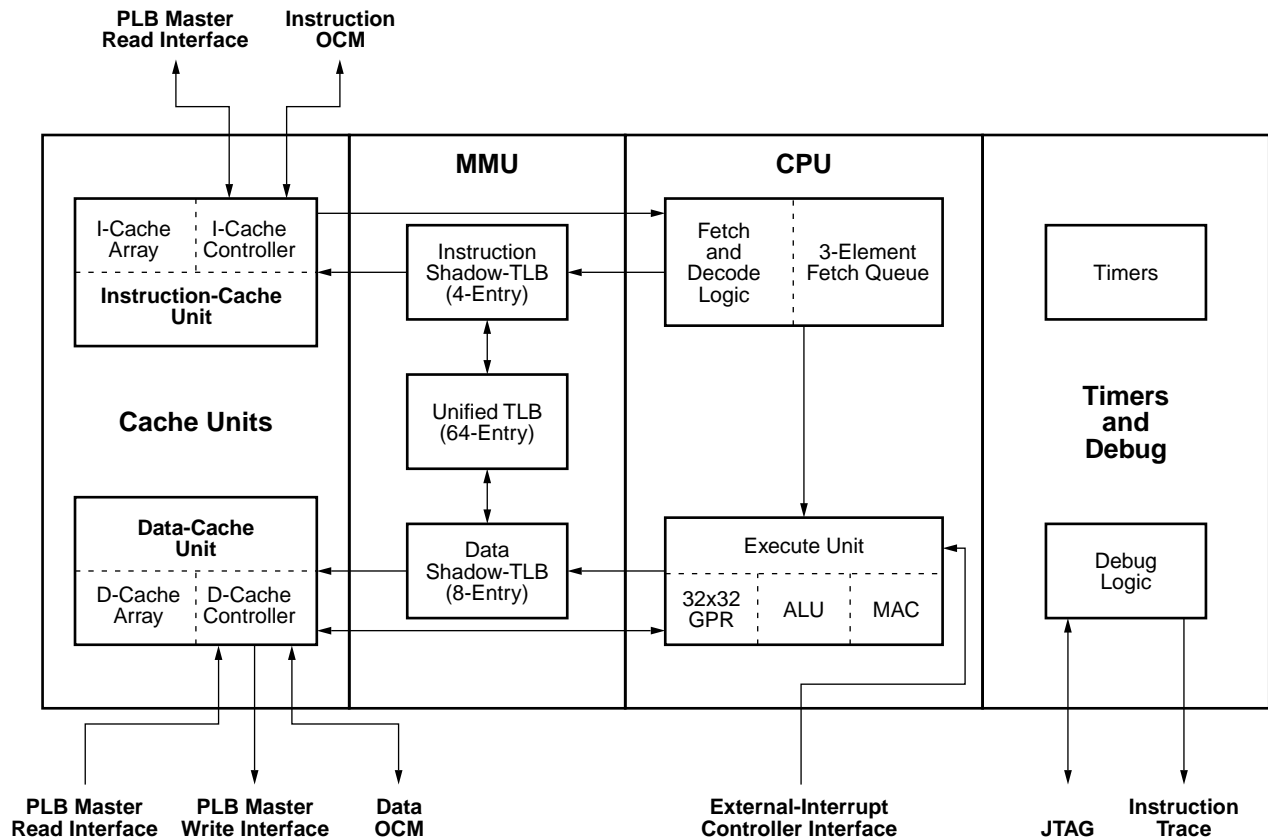 PLB Master
Read Interface
Instruction
OCM
MMU
CPU
I-Cache
Array
I-Cache
Controller
Instruction-Cache
Unit
Instruction
Shadow-TLB
(4-Entry)
Fetch
and
Decode
Logic
3-Element
Fetch Queue
Timers
Cache Units
Unified TLB
(64-Entry)
Timers
and
Debug
Data-Cache
Unit
D-Cache
Array
D-Cache
Controller
Data
Shadow-TLB
(8-Entry)
Execute Unit
32x32
GPR
ALU
MAC
Debug
Logic
PLB Master
Read Interface
PLB Master
Write Interface
Data
OCM
External-Interrupt
Controller Interface
JTAG
Instruction
Trace